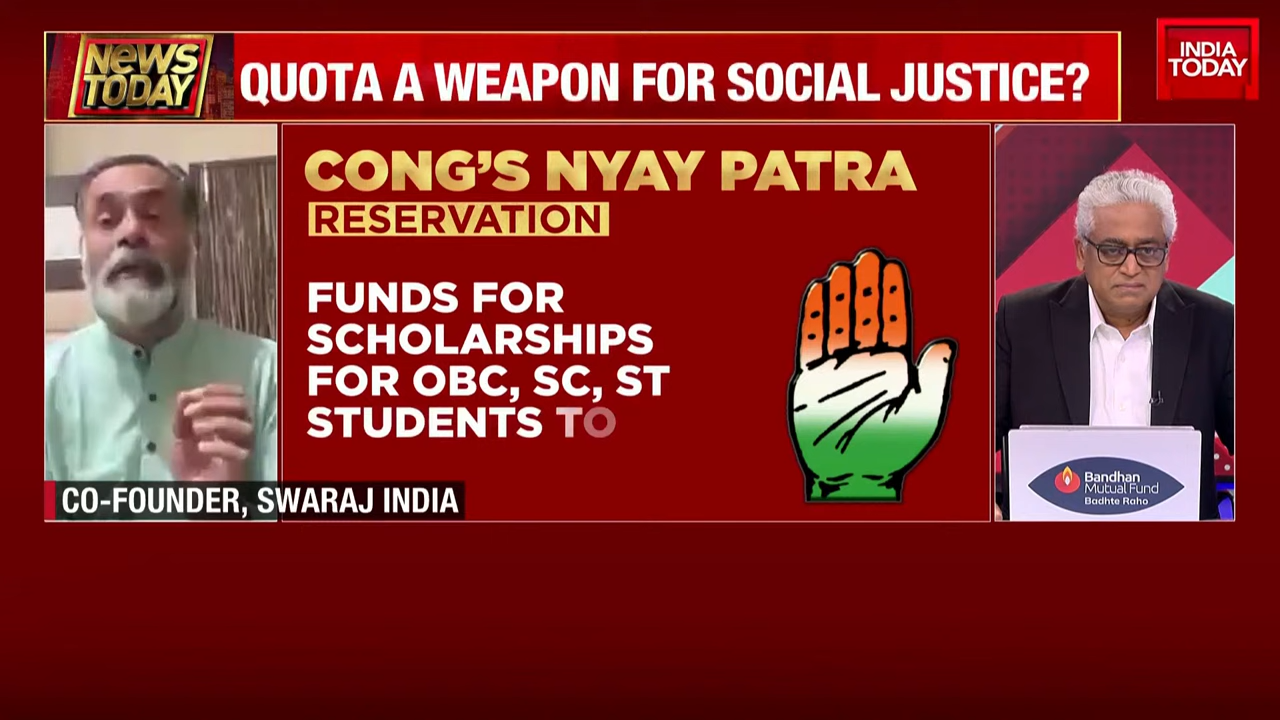 NEWS
TODAY
QUOTA A WEAPON FOR SOCIAL JUSTICE?
INDIA
TODAY
CONG'S NYAY PATRA
RESERVATION
FUNDS FOR
SCHOLARSHIPS
FOR OBC, SC, ST
STUDENTS TO
CO-FOUNDER, SWARAJ INDIA
Bandhan
Mutual Fund
Badhte Raho